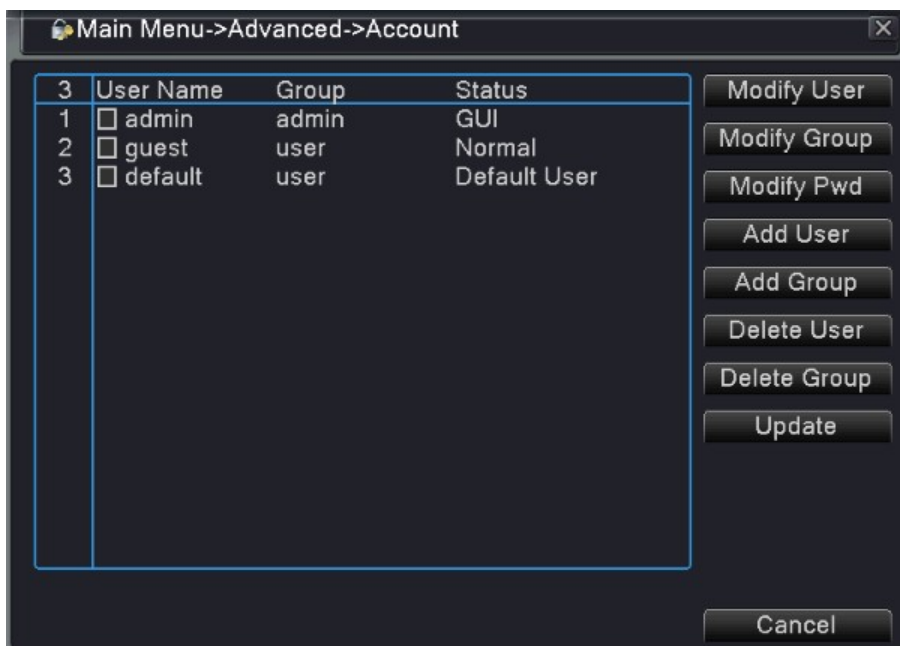 Main Menu->Advanced->Account
3 User Name Group Status
1 admin admin GUI
2 guest user Normal
3 default user Default User
Modify User
Modify Group
Modify Pwd
Add User
Add Group
Delete User
Delete Group
Update
Cancel